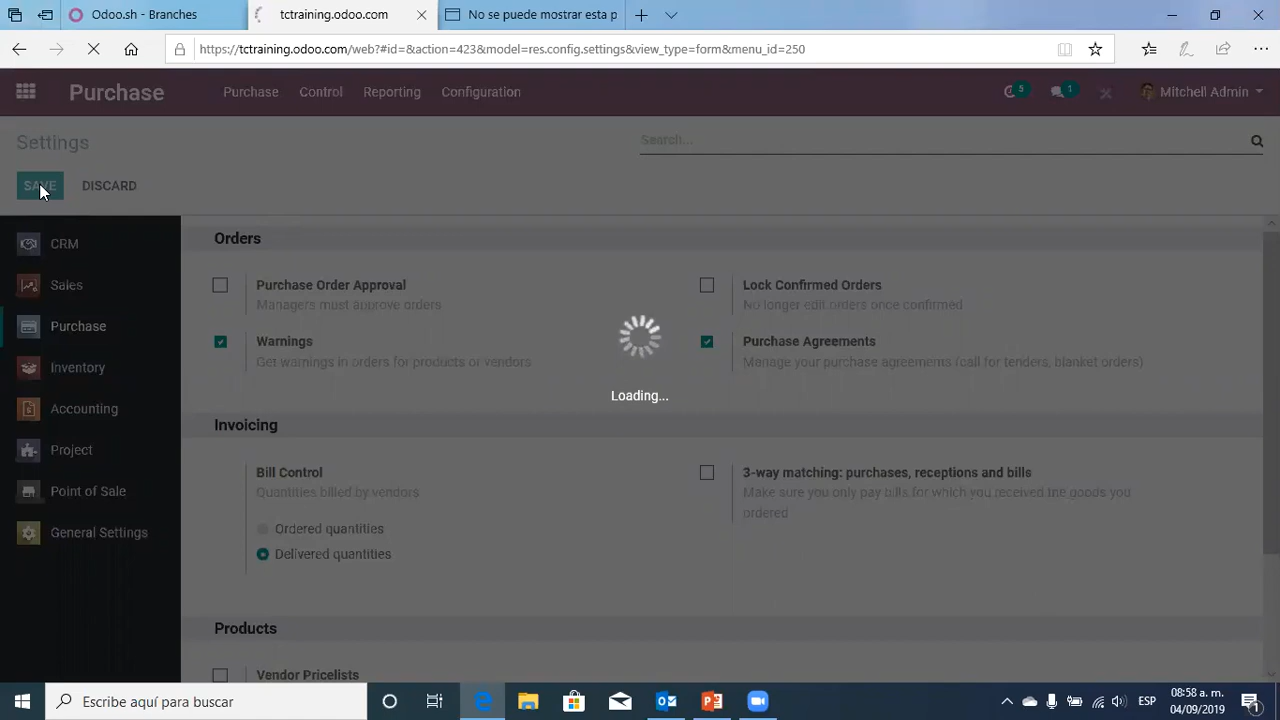 Odoo.sh - Branches
tctraining.odoo.com
No se puede mostrar esta p
https://tctraining.odoo.com/web?#id=&action=423&model=res.config.settings&view_type=form&menu_id=250
Purchase Purchase Control Reporting Configuration 5 1 Mitchell Admin
Settings
Search...
SAVE DISCARD
CRM
Sales
Purchase
Inventory
Accounting
Project
Point of Sale
General Settings
Orders
Purchase Order Approval
Managers must approve orders
Lock Confirmed Orders
No longer edit orders once confirmed
Warnings
Get warnings in orders for products or vendors
Purchase Agreements
Manage your purchase agreements (call for tenders, blanket orders)
Loading...
Invoicing
Bill Control
Quantities billed by vendors
Ordered quantities
Delivered quantities
3-way matching: purchases, receptions and bills
Make sure you only pay bills for which you received the goods you
ordered
Products
Vendor Pricelists
Escribe aquí para buscar
ESP
08:58 a. m.
04/09/2019
1